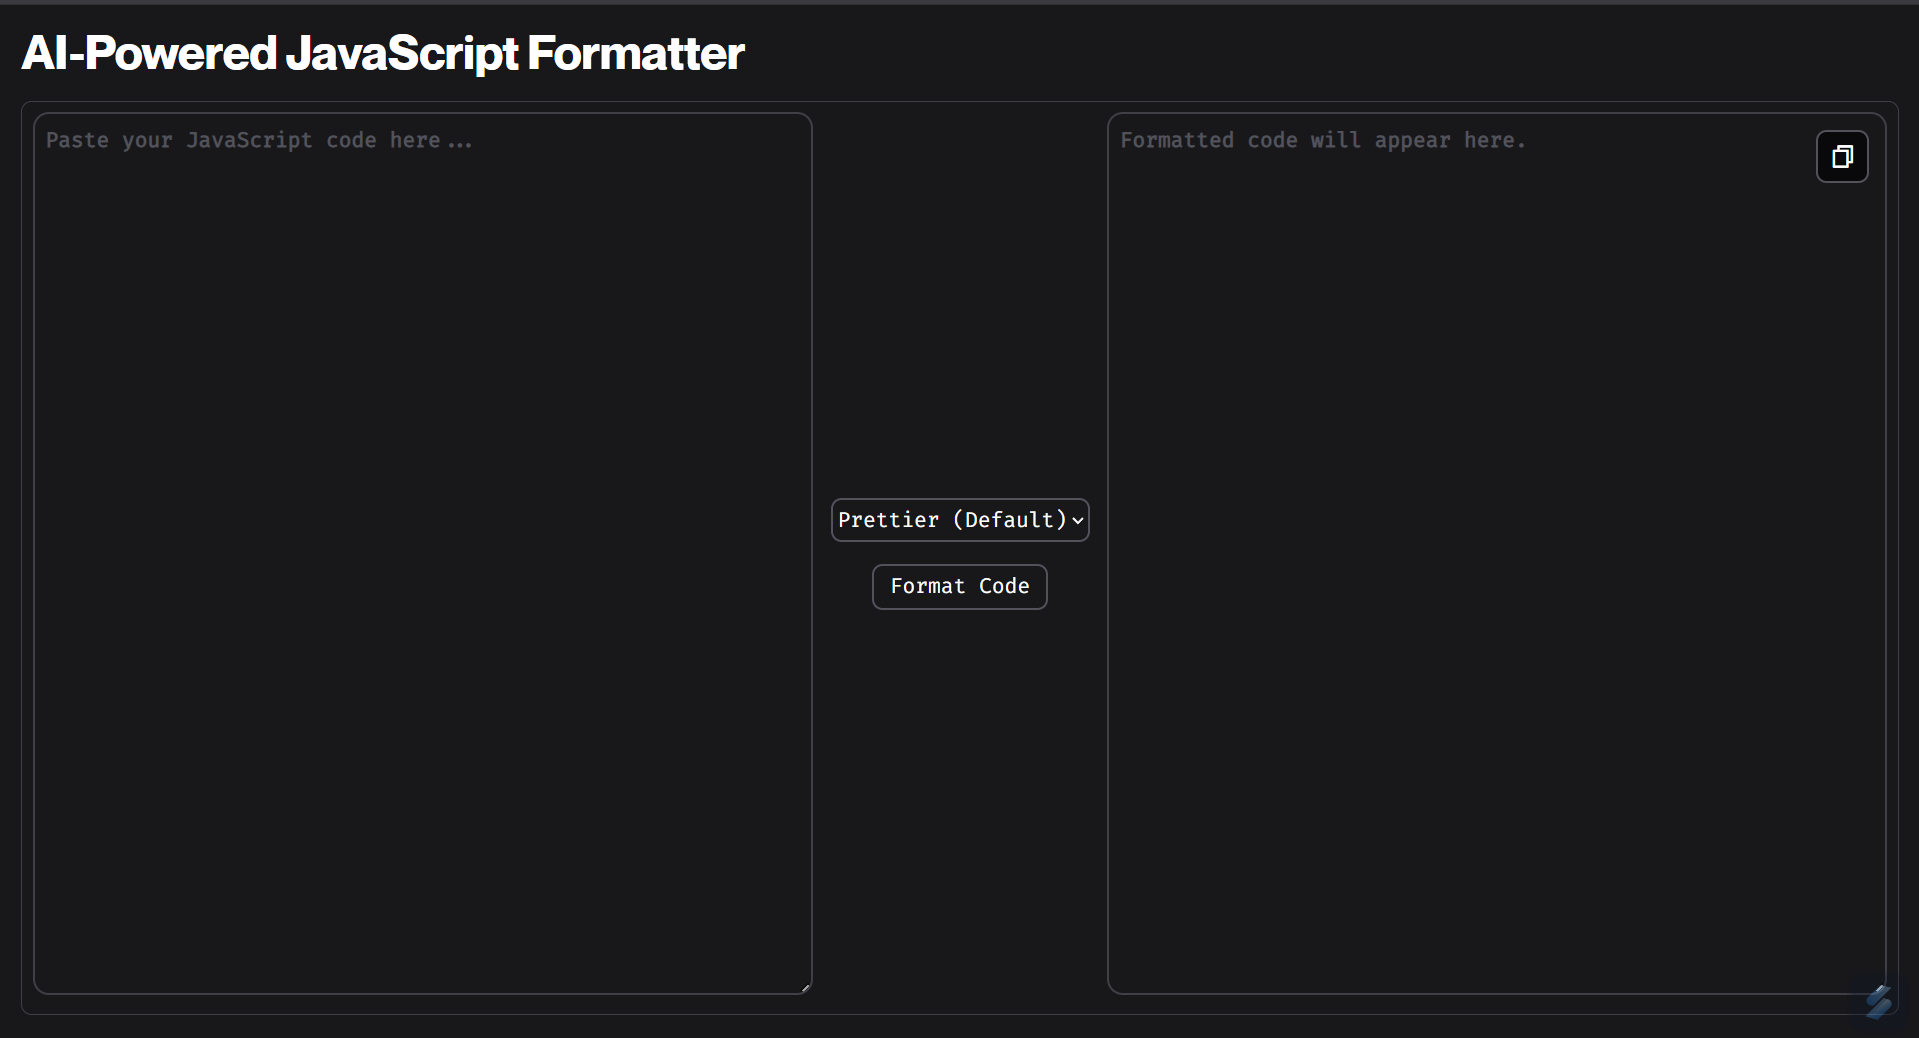 AI-Powered JavaScript Formatter
Paste your JavaScript code here...
Formatted code will appear here.
Prettier (Default)
Format Code